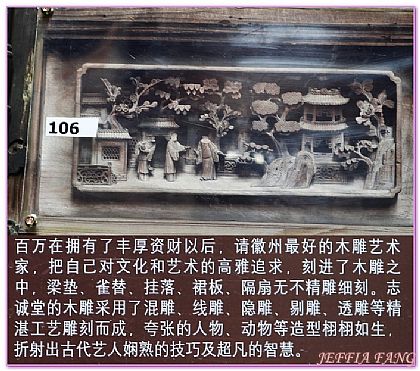 106
百万在拥有了丰厚资财以后，请徽州最好的木雕艺术
家，把自己对文化和艺术的高雅追求，刻进了木雕之
中，梁垫、雀替、挂落、裙板、隔扇无不精雕细刻。志
诚堂的木雕采用了混雕、线雕、隐雕、剔雕、透雕等精
湛工艺雕刻而成，夸张的人物、动物等造型栩栩如生，
折射出古代艺人娴熟的技巧及超凡的智慧。
JEFFIA FANG